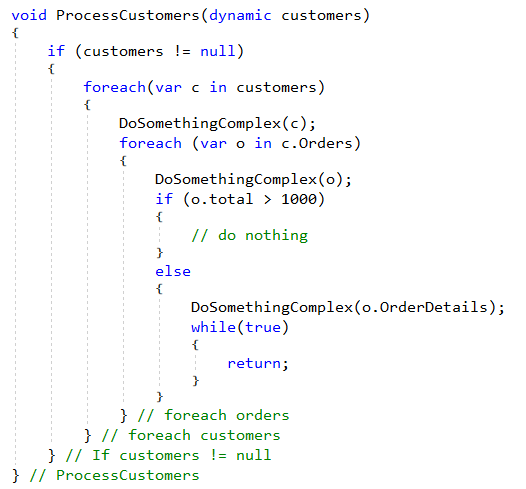 void ProcessCustomers(dynamic customers)
{
    if (customers != null)
    {
        foreach(var c in customers)
        {
            DoSomethingComplex(c);
            foreach (var o in c.Orders)
            {
                DoSomethingComplex(o);
                if (o.total > 1000)
                {
                    // do nothing
                }
                else
                {
                    DoSomethingComplex(o.OrderDetails);
                    while(true)
                    {
                        return;
                    }
                }
            } // foreach orders
        } // foreach customers
    } // If customers != null
} // ProcessCustomers